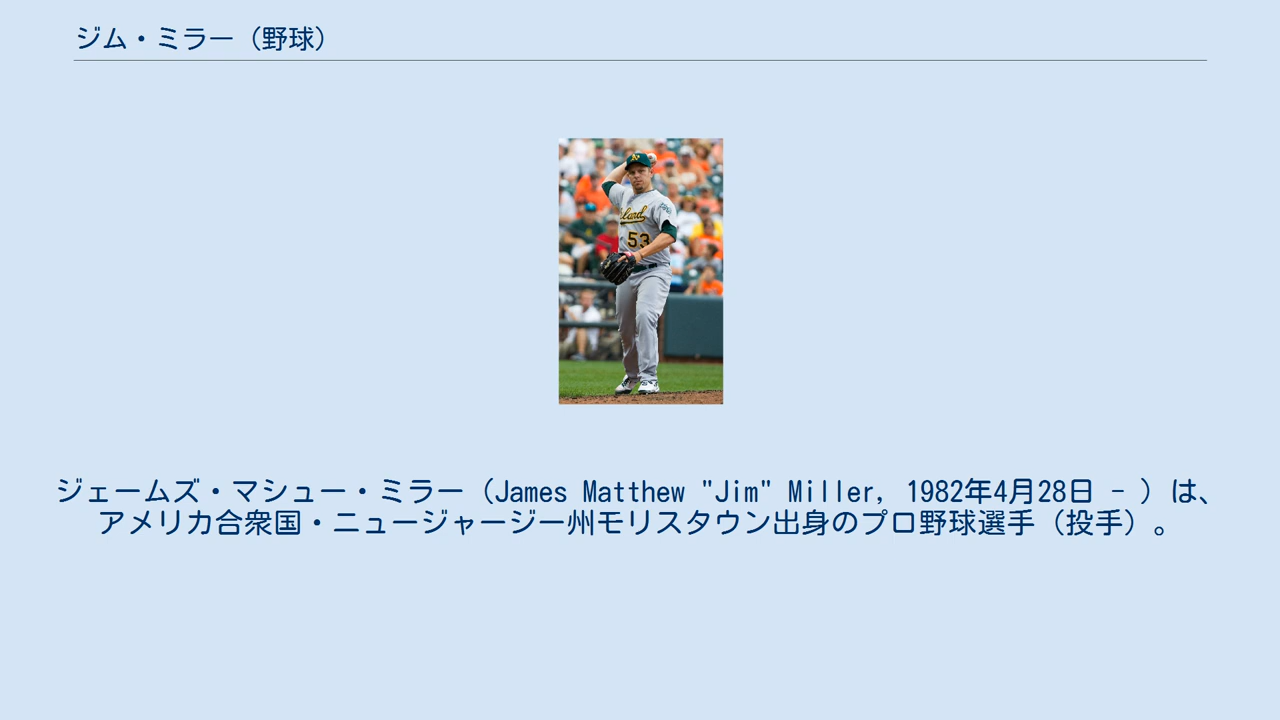 ジム・ミラー（野球）
land
53
ジェームズ・マシュー・ミラー（James Matthew "Jim" Miller, 1982年4月28日 - ）は、
アメリカ合衆国・ニュージャージー州モリスタウン出身のプロ野球選手（投手）。